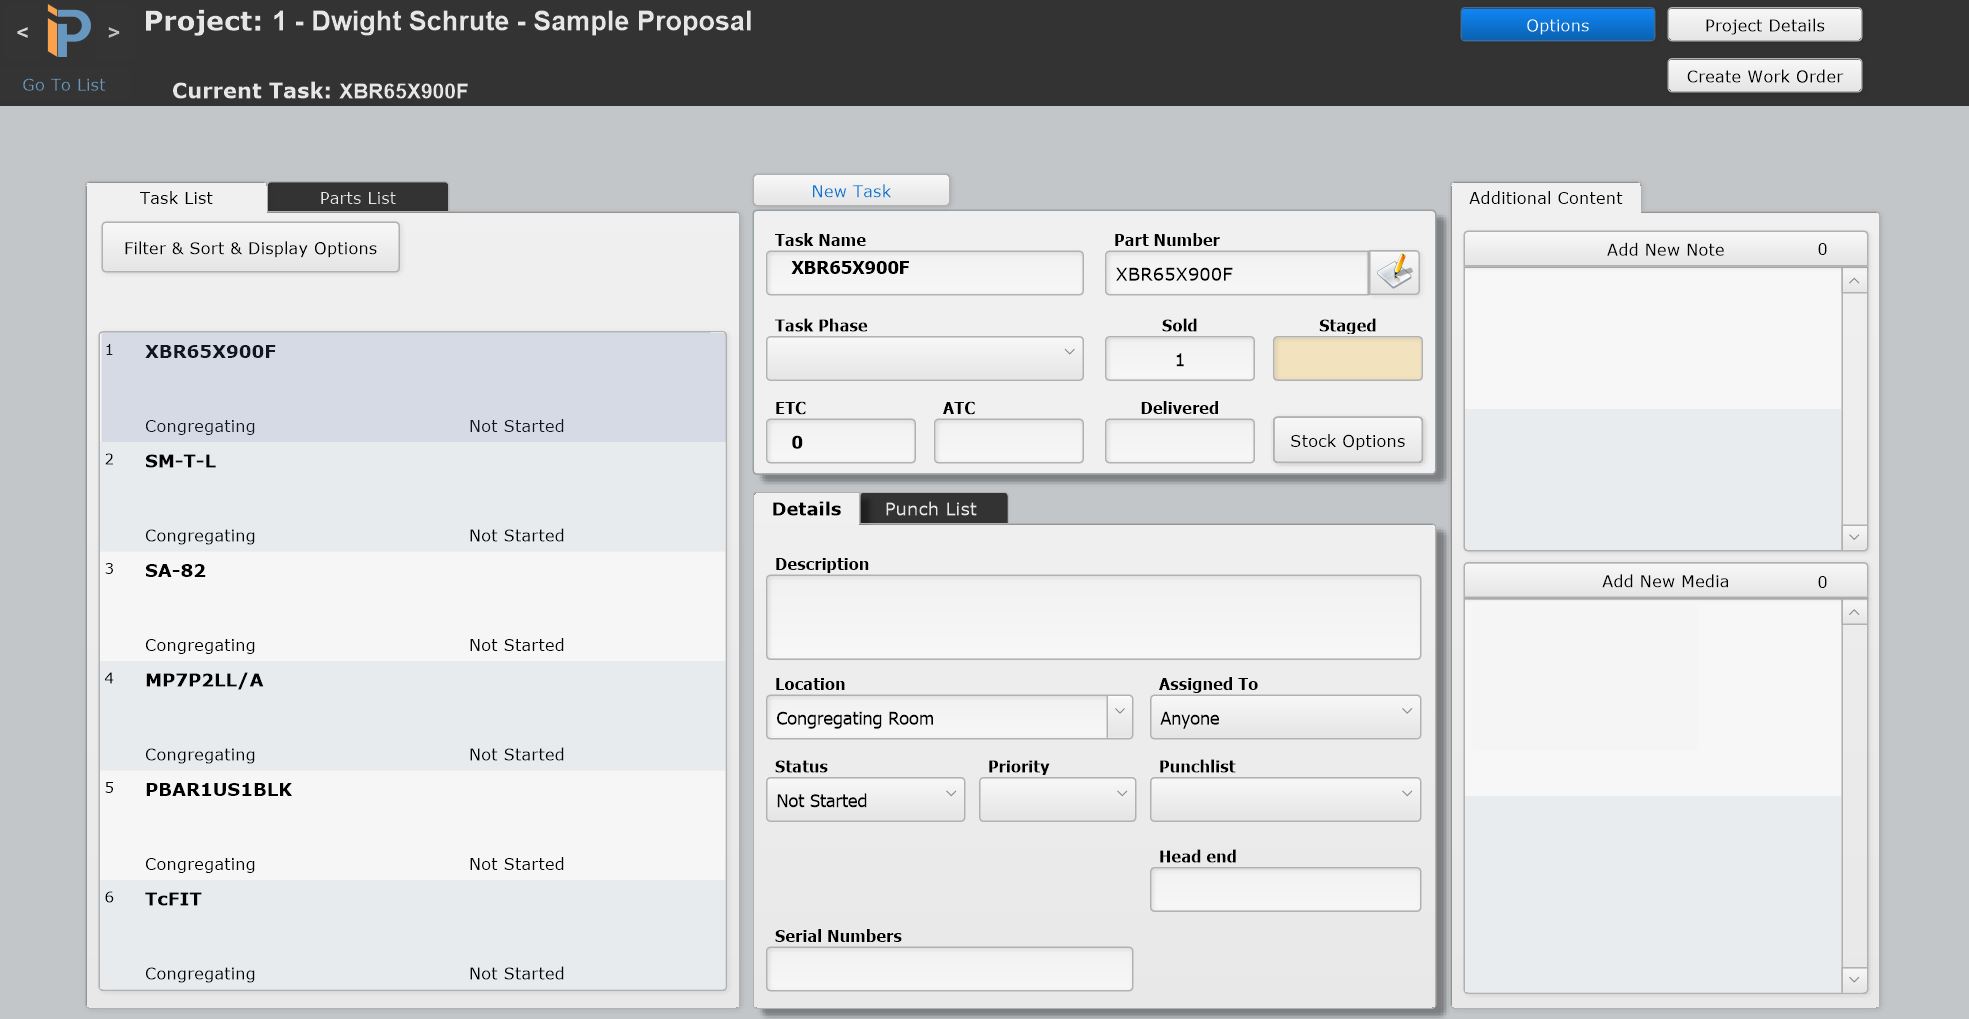 < iP >
Project: 1 - Dwight Schrute - Sample Proposal
Options
Project Details
Go To List
Current Task: XBR65X900F
Create Work Order
Task List
Parts List
Filter & Sort & Display Options
1 XBR65X900F
Congregating Not Started
2 SM-T-L
Congregating Not Started
3 SA-82
Congregating Not Started
4 MP7P2LL/A
Congregating Not Started
5 PBAR1US1BLK
Congregating Not Started
6 TcFIT
Congregating Not Started
New Task
Task Name Part Number
XBR65X900F XBR65X900F
Task Phase Sold Staged
1
ETC ATC Delivered
0 Stock Options
Details Punch List
Description
Location Assigned To
Congregating Room Anyone
Status Priority Punchlist
Not Started
Head end
Serial Numbers
Additional Content
Add New Note 0
Add New Media 0